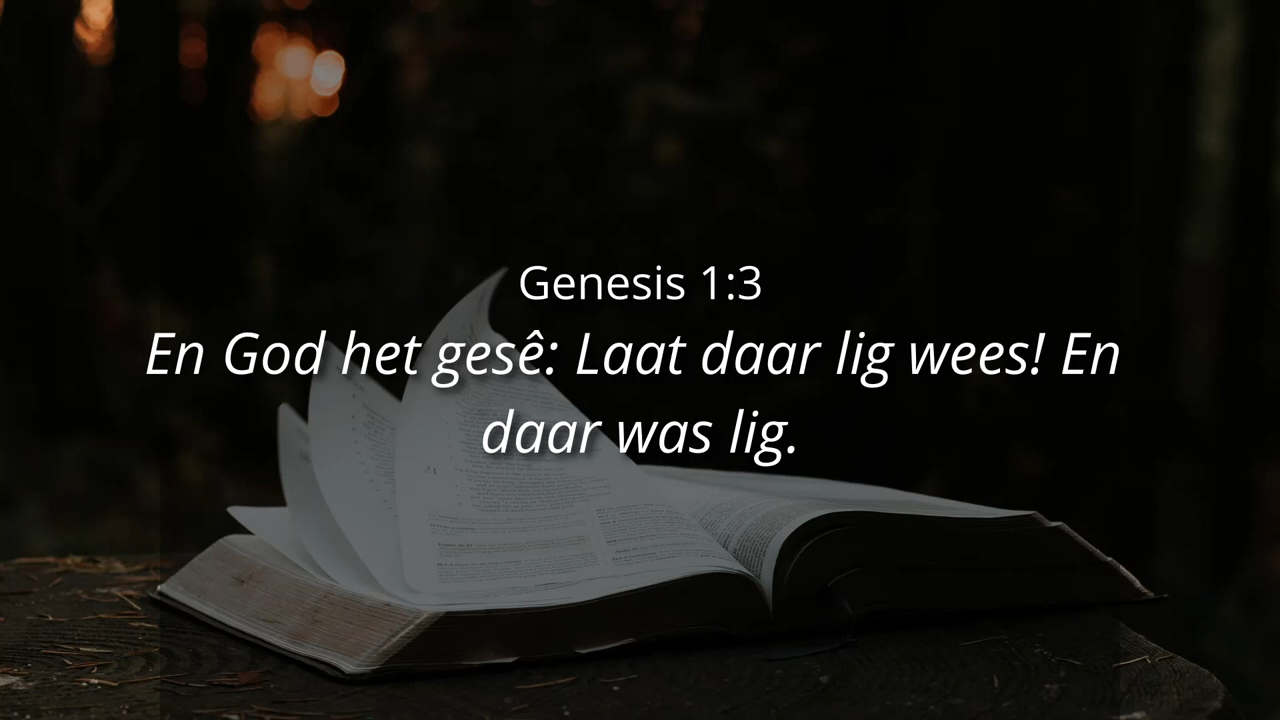 Genesis 1:3
En God het gesê: Laat daar lig wees! En
daar was lig.